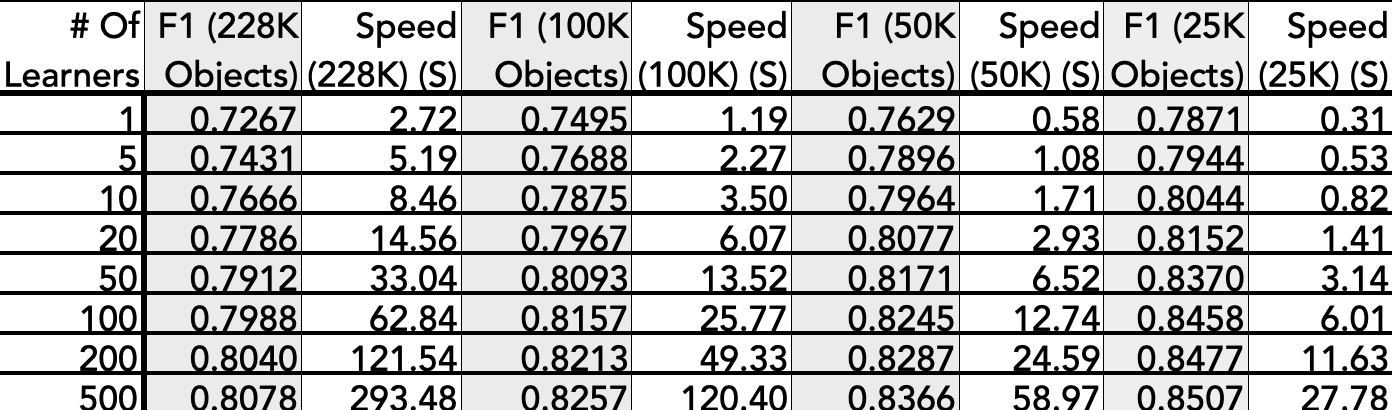 # Of F1 (228K Speed F1 (100K Speed F1 (50K Speed F1 (25K Speed
Learners Objects) (228K) (S) Objects) (100K) (S) Objects) (50K) (S) Objects) (25K) (S)
1 0.7267 2.72 0.7495 1.19 0.7629 0.58 0.7871 0.31
5 0.7431 5.19 0.7688 2.27 0.7896 1.08 0.7944 0.53
10 0.7666 8.46 0.7875 3.50 0.7964 1.71 0.8044 0.82
20 0.7786 14.56 0.7967 6.07 0.8077 2.93 0.8152 1.41
50 0.7912 33.04 0.8093 13.52 0.8171 6.52 0.8370 3.14
100 0.7988 62.84 0.8157 25.77 0.8245 12.74 0.8458 6.01
200 0.8040 121.54 0.8213 49.33 0.8287 24.59 0.8477 11.63
500 0.8078 293.48 0.8257 120.40 0.8366 58.97 0.8507 27.78